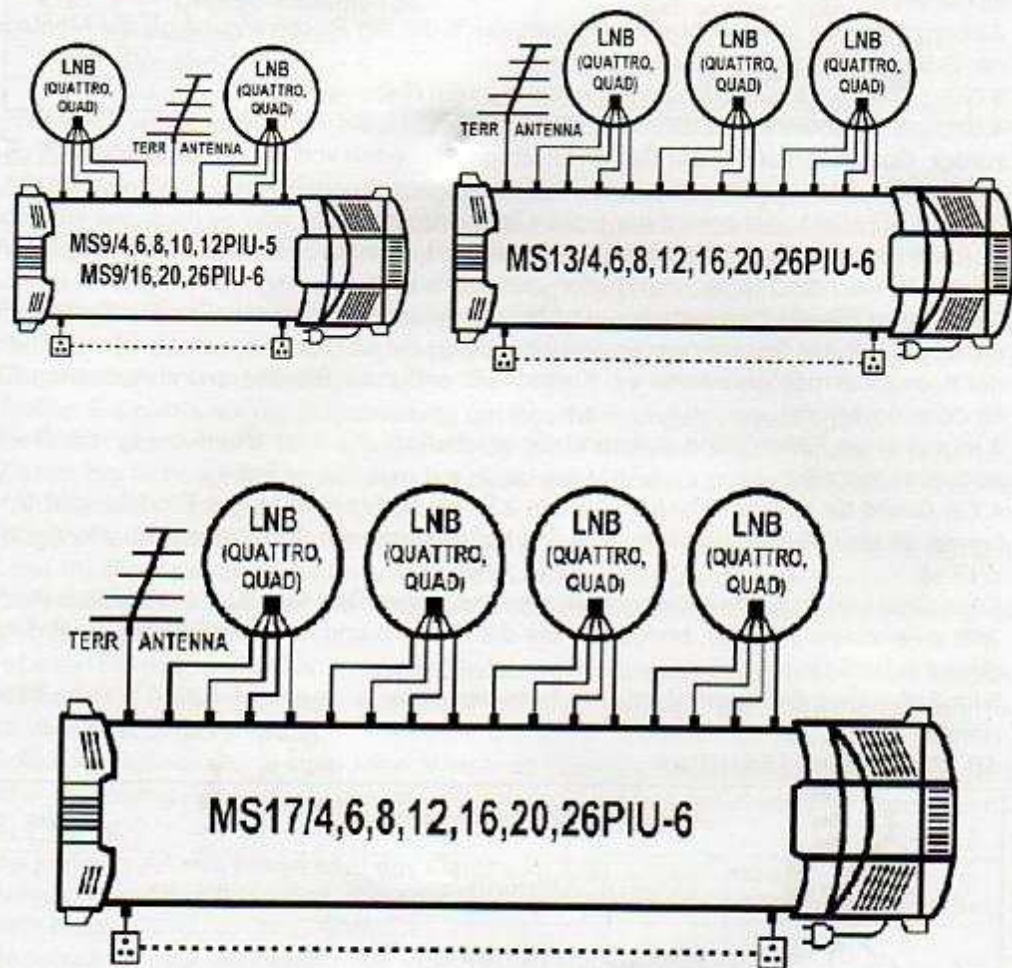 LNB
(QUATTRO,
QUAD)
TERR ANTENNA
LNB
(QUATTRO,
QUAD)
MS9/4,6,8,10,12PIU-5
MS9/16,20,26PIU-6
TERR ANTENNA
LNB
(QUATTRO,
QUAD)
LNB
(QUATTRO,
QUAD)
LNB
(QUATTRO,
QUAD)
MS13/4,6,8,12,16,20,26PIU-6
TERR ANTENNA
LNB
(QUATTRO,
QUAD)
LNB
(QUATTRO,
QUAD)
LNB
(QUATTRO,
QUAD)
LNB
(QUATTRO,
QUAD)
MS17/4,6,8,12,16,20,26PIU-6